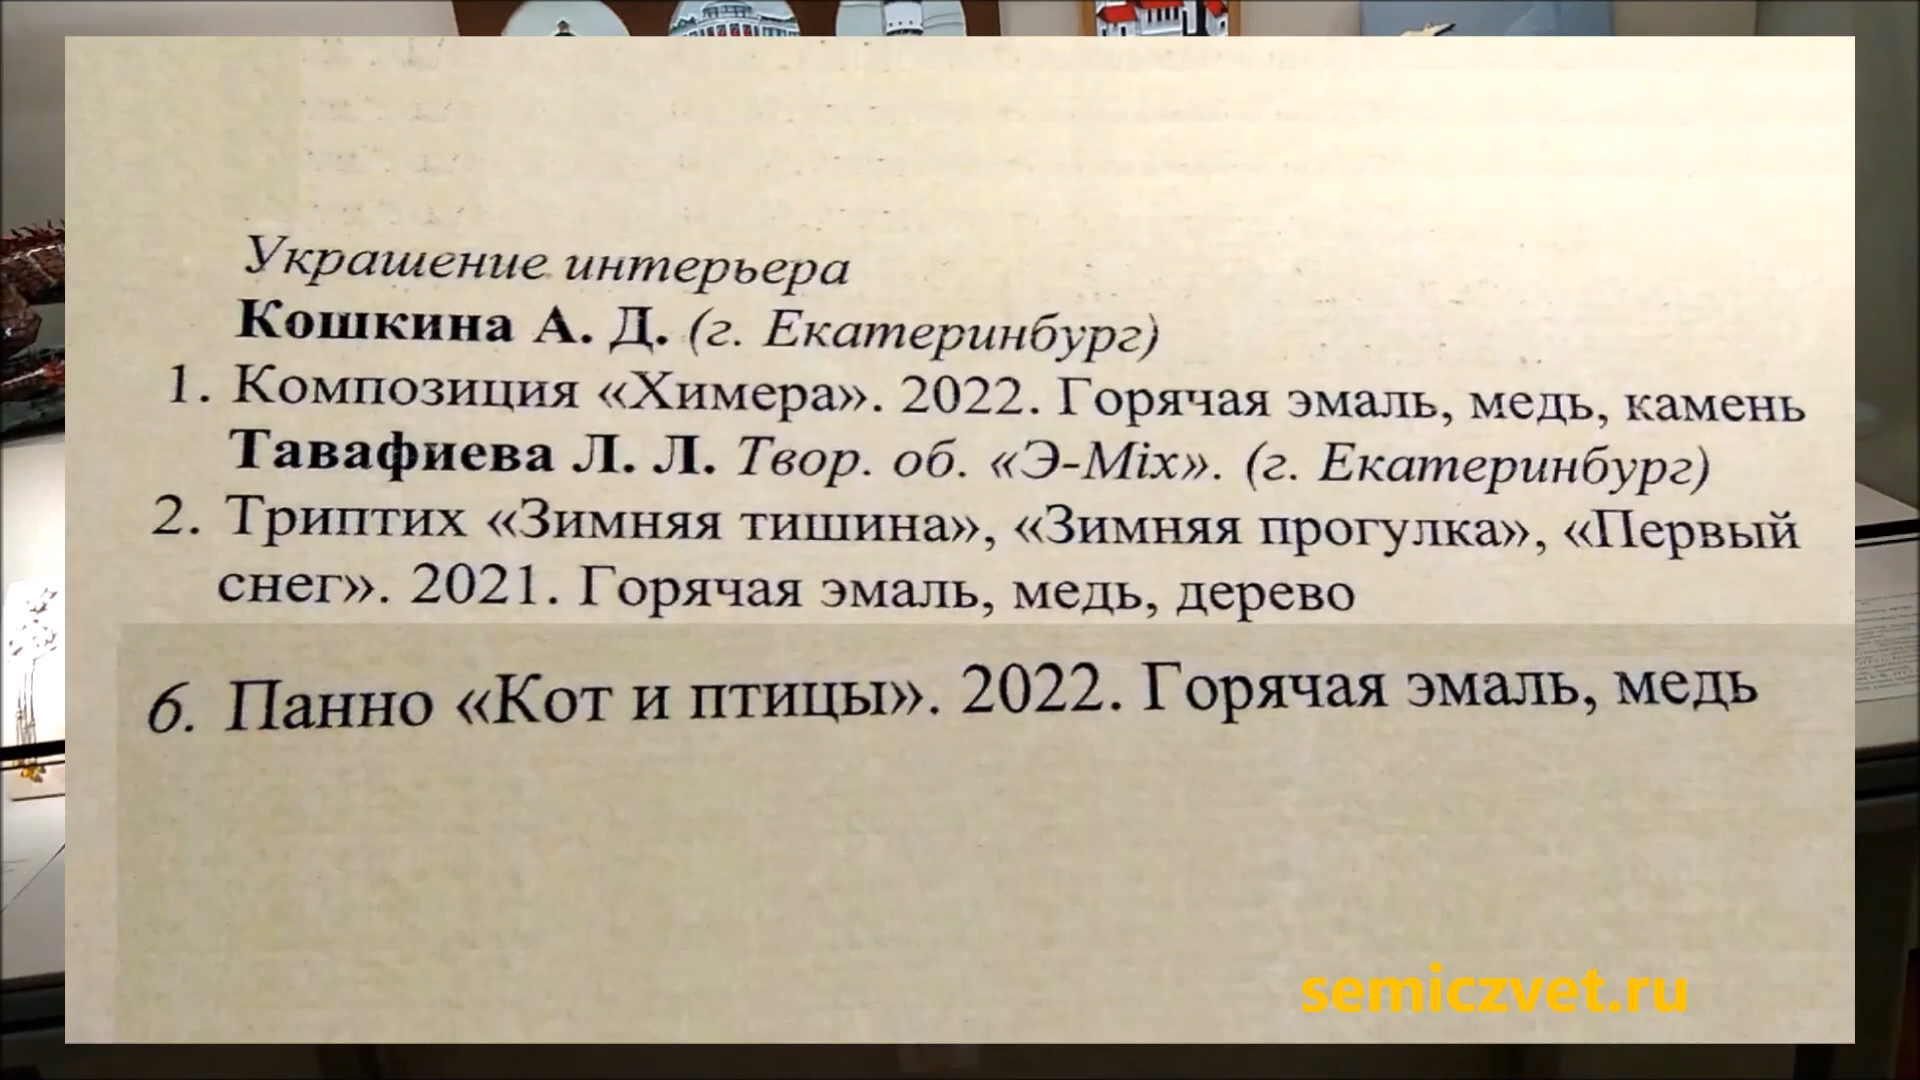 Украшение интерьера
Кошкина А. Д. (г. Екатеринбург)
1. Композиция «Химера». 2022. Горячая эмаль, медь, камень
Тавафиева Л. Л. Твор. об. «Э-Mix». (г. Екатеринбург)
2. Триптих «Зимняя тишина», «Зимняя прогулка», «Первый
снег». 2021. Горячая эмаль, медь, дерево
6. Панно «Кот и птицы». 2022. Горячая эмаль, медь
semiczvet.ru